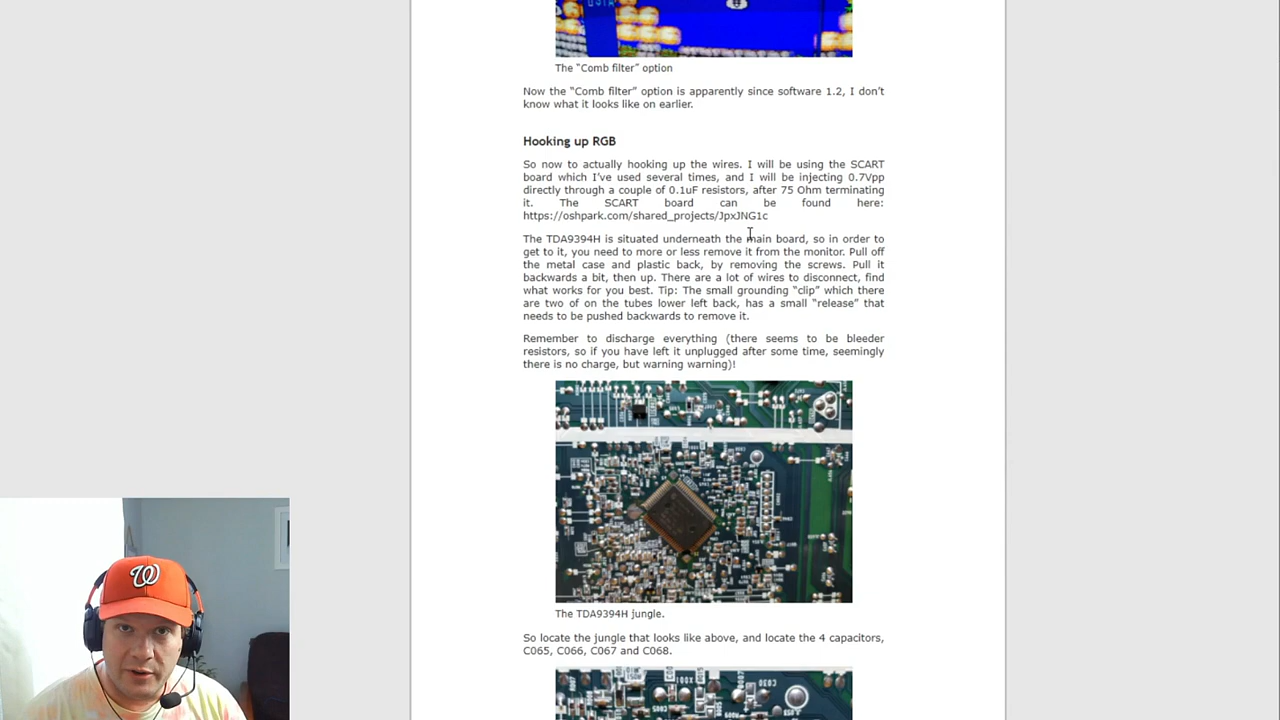 The “Comb filter” option
Now the “Comb filter” option is apparently since software 1.2, I don’t
know what it looks like on earlier.
Hooking up RGB
So now to actually hooking up the wires. I will be using the SCART
board which I’ve used several times, and I will be injecting 0.7Vpp
directly through a couple of 0.1uF resistors, after 75 Ohm terminating
it. The SCART board can be found here:
https://oshpark.com/shared_projects/JpxJNG1c
The TDA9394H is situated underneath the main board, so in order to
get to it, you need to more or less remove it from the monitor. Pull off
the metal case and plastic back, by removing the screws. Pull it
backwards a bit, then up. There are a lot of wires to disconnect, find
what works for you best. Tip: The small grounding “clip” which there
are two of on the tubes lower left back, has a small “release” that
needs to be pushed backwards to remove it.
Remember to discharge everything (there seems to be bleeder
resistors, so if you have left it unplugged after some time, seemingly
there is no charge, but warning warning)!
The TDA9394H jungle.
So locate the jungle that looks like above, and locate the 4 capacitors,
C065, C066, C067 and C068.
C030
W